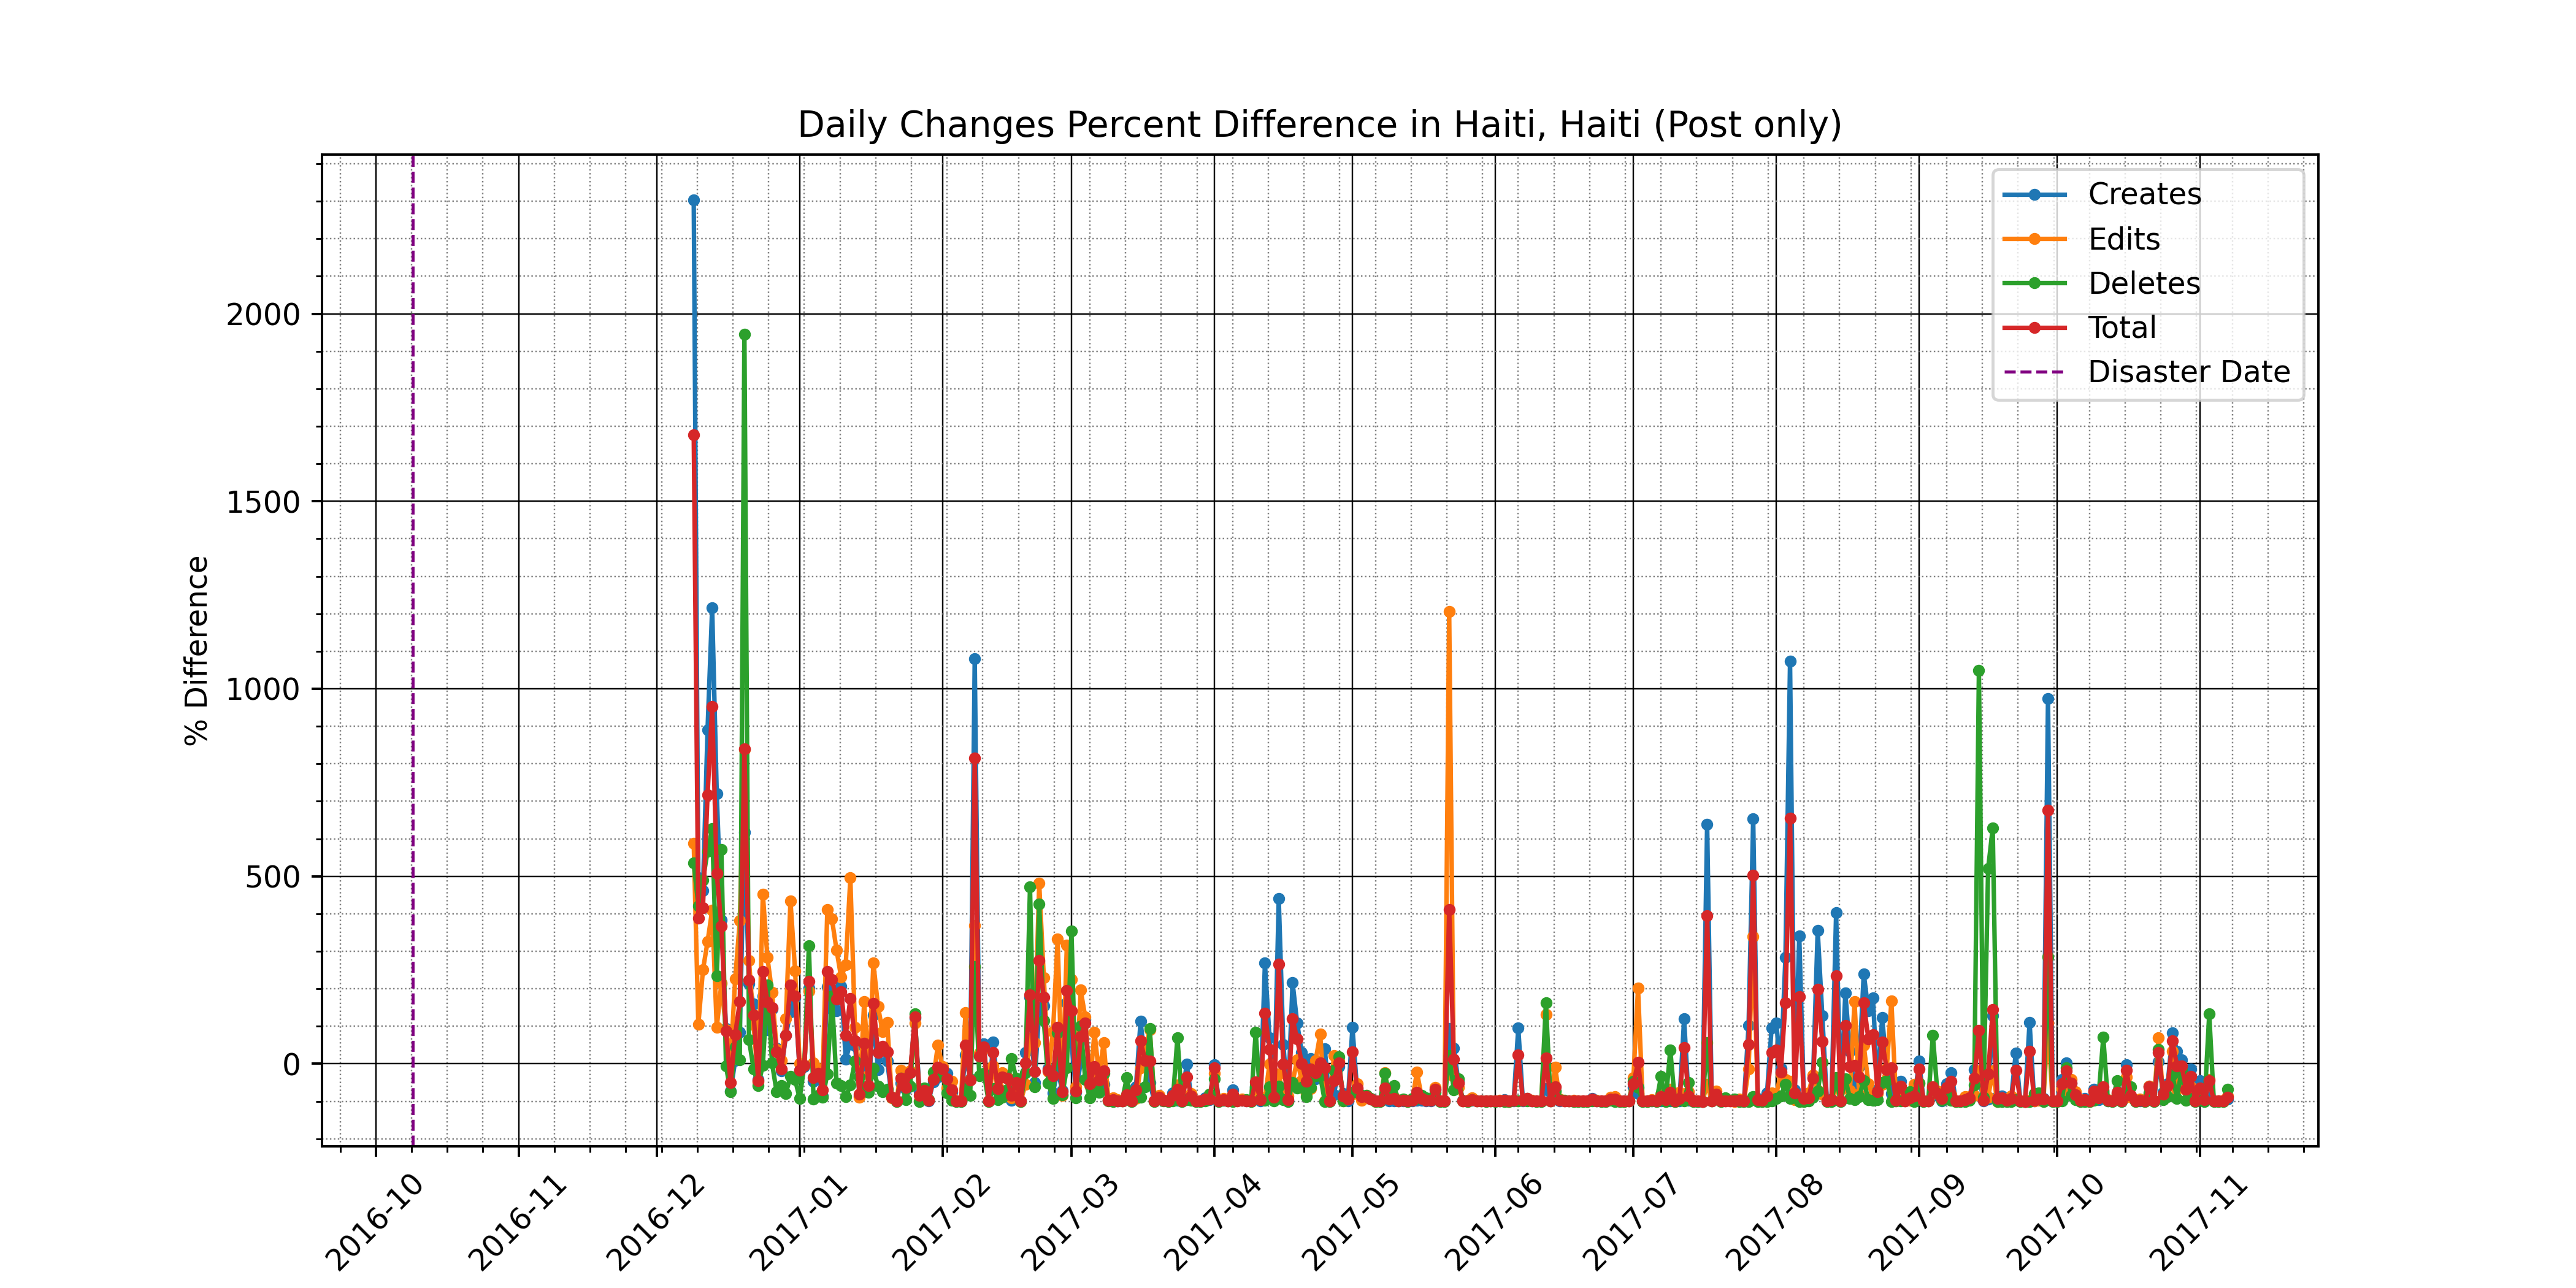 Daily Changes Percent Difference in Haiti, Haiti (Post only)
% Difference
2000
1500
1000
500
0
Creates
Edits
Deletes
Total
Disaster Date
2016-10
2016-11
2016-12
2017-01
2017-02
2017-03
2017-04
2017-05
2017-06
2017-07
2017-08
2017-09
2017-10
2017-11